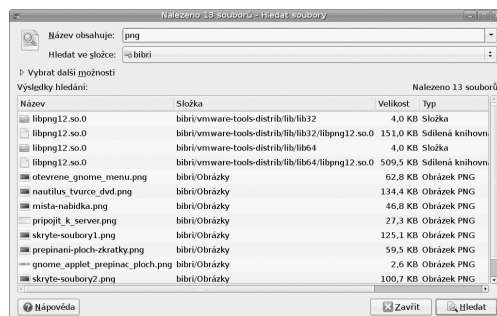 Nalezeno 13 souborů - Hledat soubory
Název obsahuje: png
Hledat ve složce: bibri
Vybrat další možnosti
Výsledky hledání: Nalezeno 13 souborů
Název Složka Velikost Typ
libpng12.so.0 bibri/vmware-tools-distrib/lib/lib32 4,0 KB Složka
libpng12.so.0 bibri/vmware-tools-distrib/lib/lib32/libpng12.so.0 151,0 KB Sdílená knihovn
libpng12.so.0 bibri/vmware-tools-distrib/lib/lib64 4,0 KB Složka
libpng12.so.0 bibri/vmware-tools-distrib/lib/lib64/libpng12.so.0 509,5 KB Sdílená knihovn
otevrene_gnome_menu.png bibri/Obrázky 62,8 KB Obrázek PNG
nautilus_tvurce_dvd.png bibri/Obrázky 134,4 KB Obrázek PNG
mista-nabidka.png bibri/Obrázky 46,8 KB Obrázek PNG
pripojit_k_server.png bibri/Obrázky 27,3 KB Obrázek PNG
skryte-soubory1.png bibri/Obrázky 125,1 KB Obrázek PNG
prepinani-ploch-zkratky.png bibri/Obrázky 59,5 KB Obrázek PNG
gnome_applet_prepinac_ploch.png bibri/Obrázky 2,6 KB Obrázek PNG
skryte-soubory2.png bibri/Obrázky 100,7 KB Obrázek PNG
Nápověda Zavřít Hledat